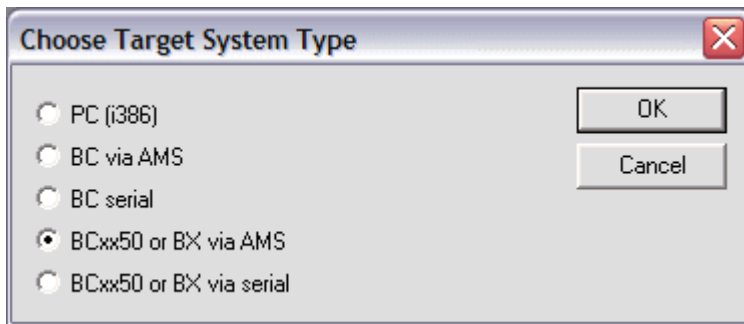 Choose Target System Type
PC (i386)
OK
BC via AMS
Cancel
BC serial
BCxx50 or BX via AMS
BCxx50 or BX via serial